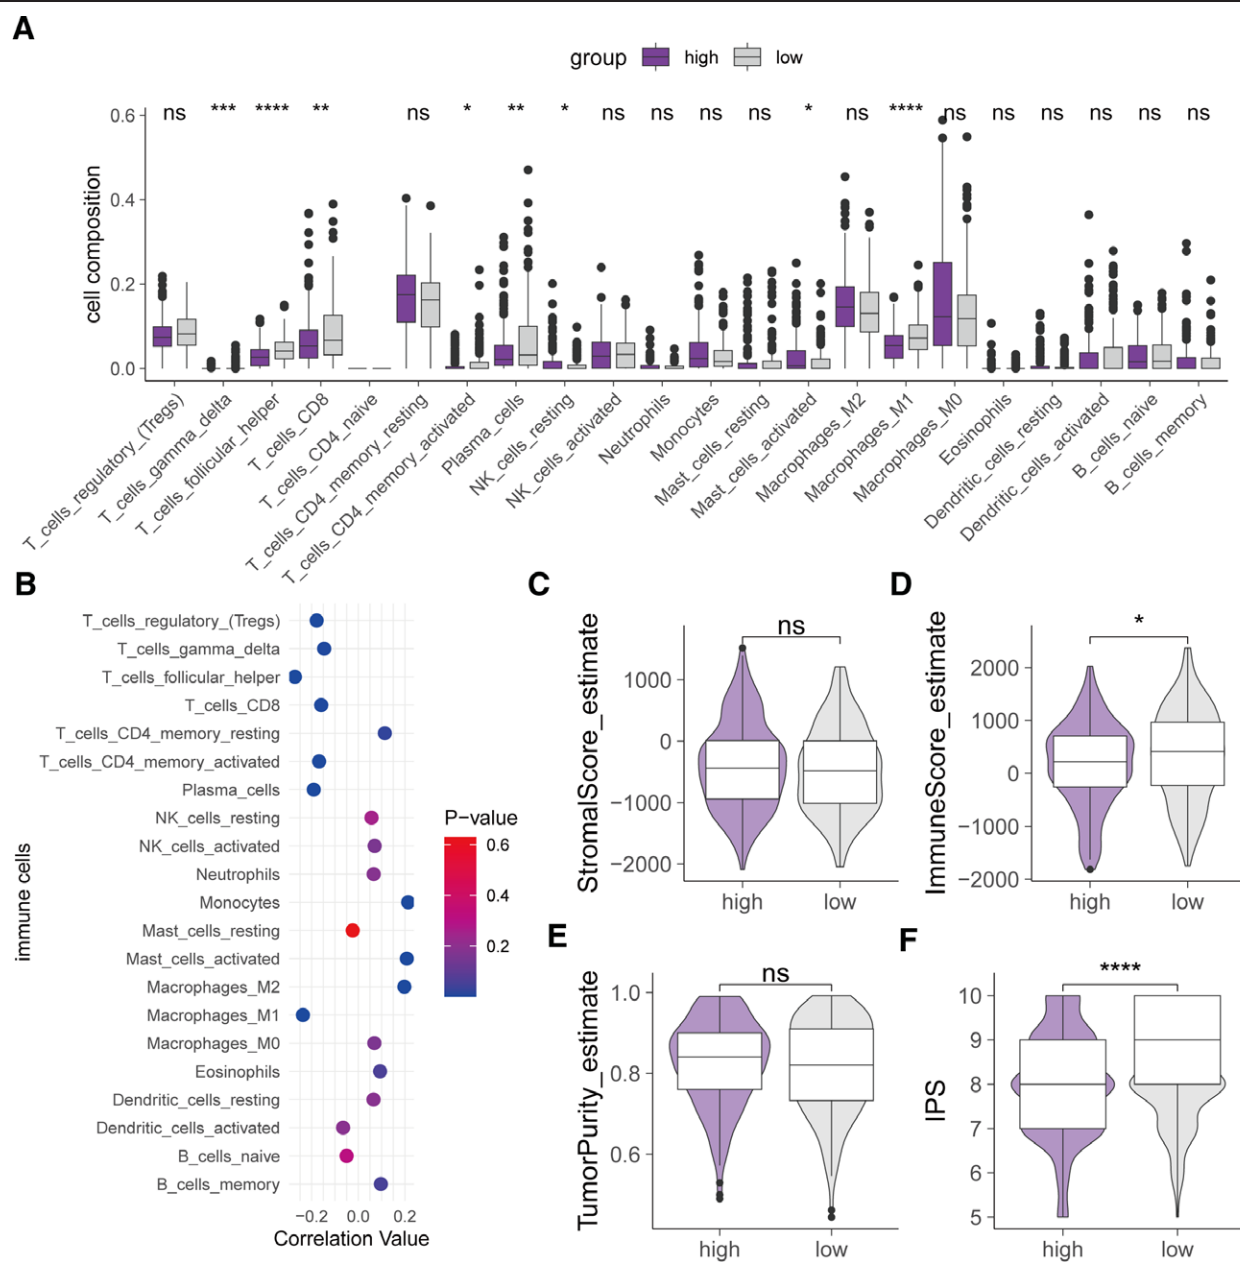 A
group high low
ns *** **** ** ns * ** * ns ns ns ns * ns **** ns ns ns ns ns ns
0.6
0.4
0.2
0.0
cell composition
T_cells_regulatory_(Tregs)
T_cells_gamma_delta
T_cells_follicular_helper
T_cells_CD8
T_cells_CD4_naive
T_cells_CD4_memory_resting
T_cells_CD4_memory_activated
Plasma_cells
NK_cells_resting
NK_cells_activated
Neutrophils
Monocytes
Mast_cells_resting
Mast_cells_activated
Macrophages_M2
Macrophages_M1
Macrophages_M0
Eosinophils
Dendritic_cells_resting
Dendritic_cells_activated
B_cells_naive
B_cells_memory
B
T_cells_regulatory_(Tregs)
T_cells_gamma_delta
T_cells_follicular_helper
T_cells_CD8
T_cells_CD4_memory_resting
T_cells_CD4_memory_activated
Plasma_cells
NK_cells_resting
NK_cells_activated
Neutrophils
Monocytes
Mast_cells_resting
Mast_cells_activated
Macrophages_M2
Macrophages_M1
Macrophages_M0
Eosinophils
Dendritic_cells_resting
Dendritic_cells_activated
B_cells_naive
B_cells_memory
immune cells
−0.2 0.0 0.2
Correlation Value
P−value
0.6
0.4
0.2
C
StromalScore_estimate
ns
1000
0
−1000
−2000
high low
D
ImmuneScore_estimate
*
2000
1000
0
−1000
−2000
high low
E
TumorPurity_estimate
ns
1.0
0.8
0.6
high low
F
IPS
****
10
9
8
7
6
5
high low